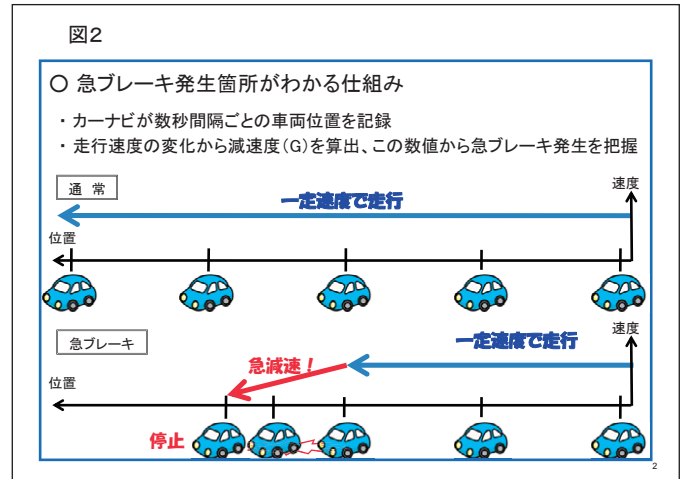 図2
○ 急ブレーキ発生箇所がわかる仕組み
・カーナビが数秒間隔ごとの車両位置を記録
・走行速度の変化から減速度(G)を算出、この数値から急ブレーキ発生を把握
通 常
速度
一定速度で走行
位置
急ブレーキ
速度
一定速度で走行
急減速!
位置
停止
2